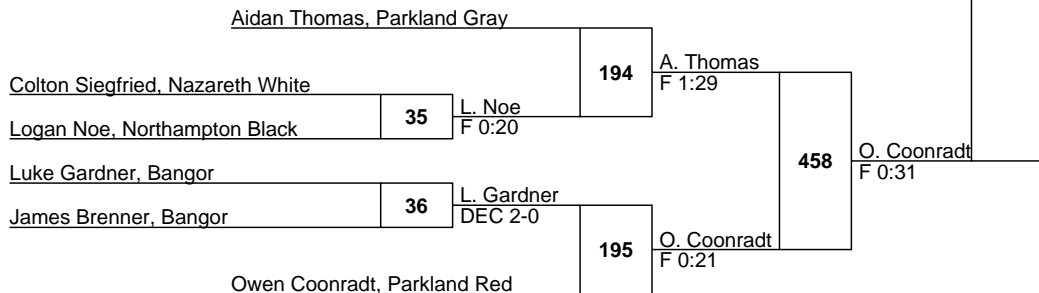 Aidan Thomas, Parkland Gray
194
A. Thomas
F 1:29
Colton Siegfried, Nazareth White
35
L. Noe
F 0:20
Logan Noe, Northampton Black
458
O. Coonradt
F 0:31
Luke Gardner, Bangor
36
L. Gardner
DEC 2-0
James Brenner, Bangor
195
O. Coonradt
F 0:21
Owen Coonradt, Parkland Red